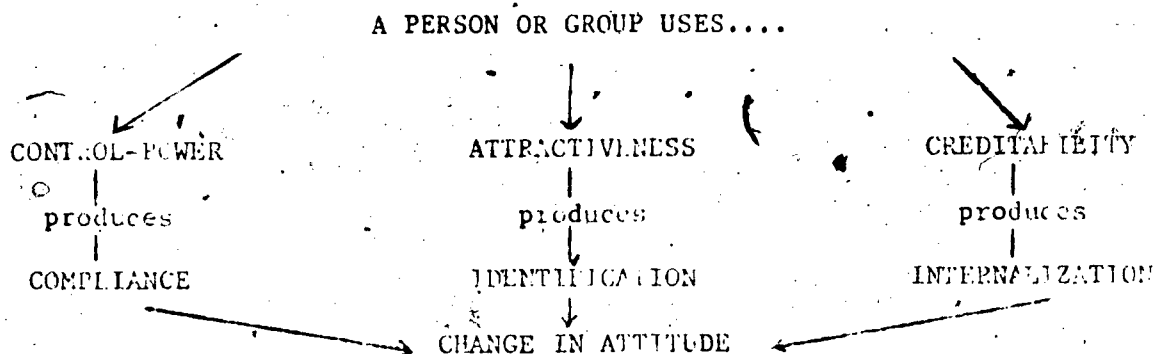 A PERSON OR GROUP USES....
CONTROL-POWER ATTRACTIVENESS CREDITABILITY
produces produces produces
COMPLIANCE IDENTIFICATION INTERNALIZATION
CHANGE IN ATTITUDE